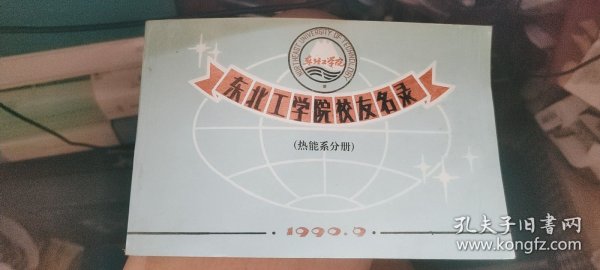 NORTHEAST UNIVERSITY OF TECHNOLOGY
东北工学院
东北工学院校友名录
(热能系分册)
·1990.9·
孔夫子旧书网
www.kongfz.com